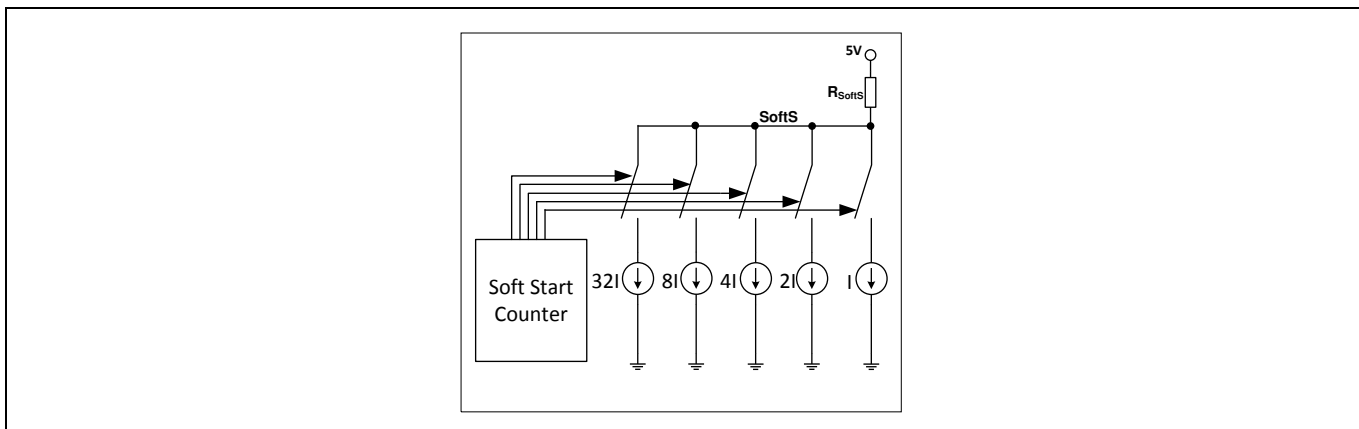 5V
RSoftS
SoftS
32I
8I
4I
2I
I
Soft Start
Counter